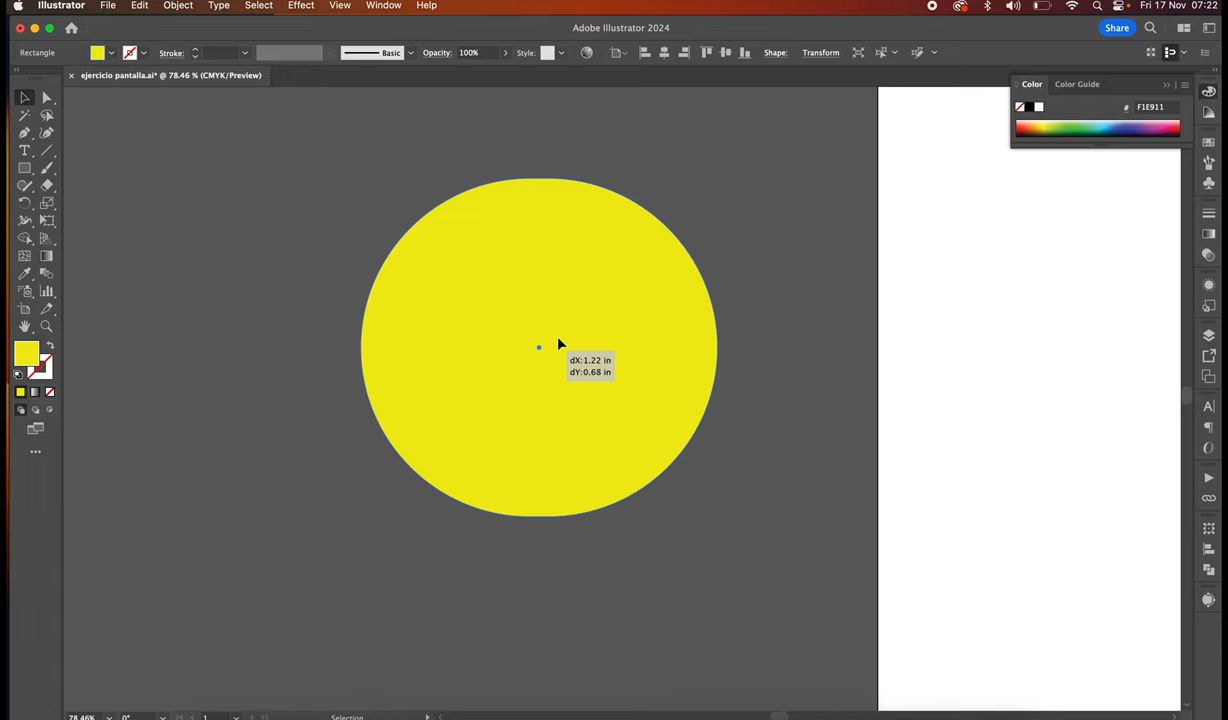 Illustrator File Edit Object Type Select Effect View Window Help Fri 17 Nov 07:22
Adobe Illustrator 2024 Share
Rectangle Stroke: Basic Opacity: 100% Style: Shape: Transform
× ejercicio pantalla.ai* @ 78.46 % (CMYK/Preview)
Color Color Guide
# F1E911
dX:1.22 in
dY:0.68 in
78.46% 0° 1 Selection